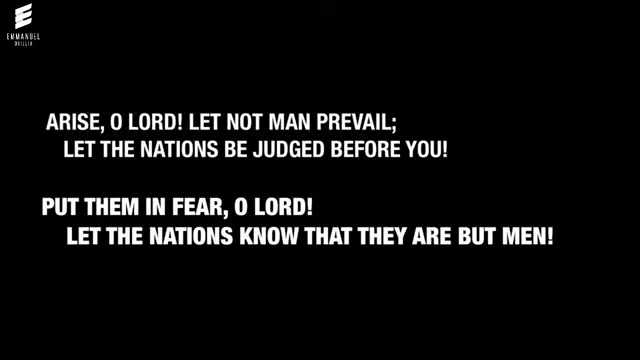 EMMANUEL
ARISE, O LORD! LET NOT MAN PREVAIL;
LET THE NATIONS BE JUDGED BEFORE YOU!
PUT THEM IN FEAR, O LORD!
LET THE NATIONS KNOW THAT THEY ARE BUT MEN!